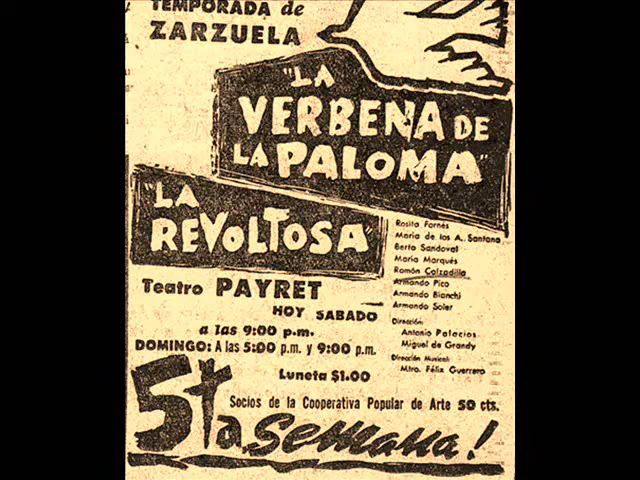 TEMPORADA de
ZARZUELA
"LA
VERBENA DE
LA PALOMA"
"LA
REVOLTOSA"
Rosita Fornés
Maria de los A. Santana
Berta Sandoval
Maria Marqués
Ramón Calzadilla
Armando Pico
Armando Bianchi
Armando Soler
Dirección:
Antonio Palacios
Miguel de Grandy
Dirección Musical:
Mtro. Félix Guerrero
Teatro PAYRET
HOY SABADO
a las 9:00 p.m.
DOMINGO: A las 5:00 p.m. y 9:00 p.m.
Luneta $1.00
Socios de la Cooperativa Popular de Arte 50 cts.
5ta. semana!